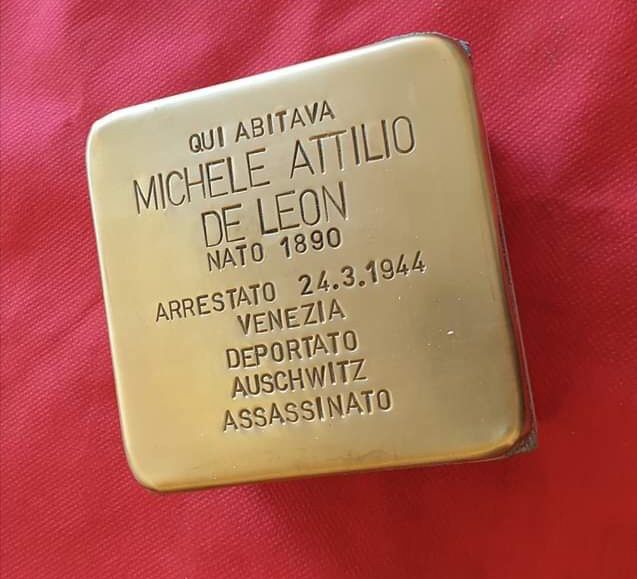 QUI ABITAVA
MICHELE ATTILIO
DE LEON
NATO 1890
ARRESTATO 24.3.1944
VENEZIA
DEPORTATO
AUSCHWITZ
ASSASSINATO